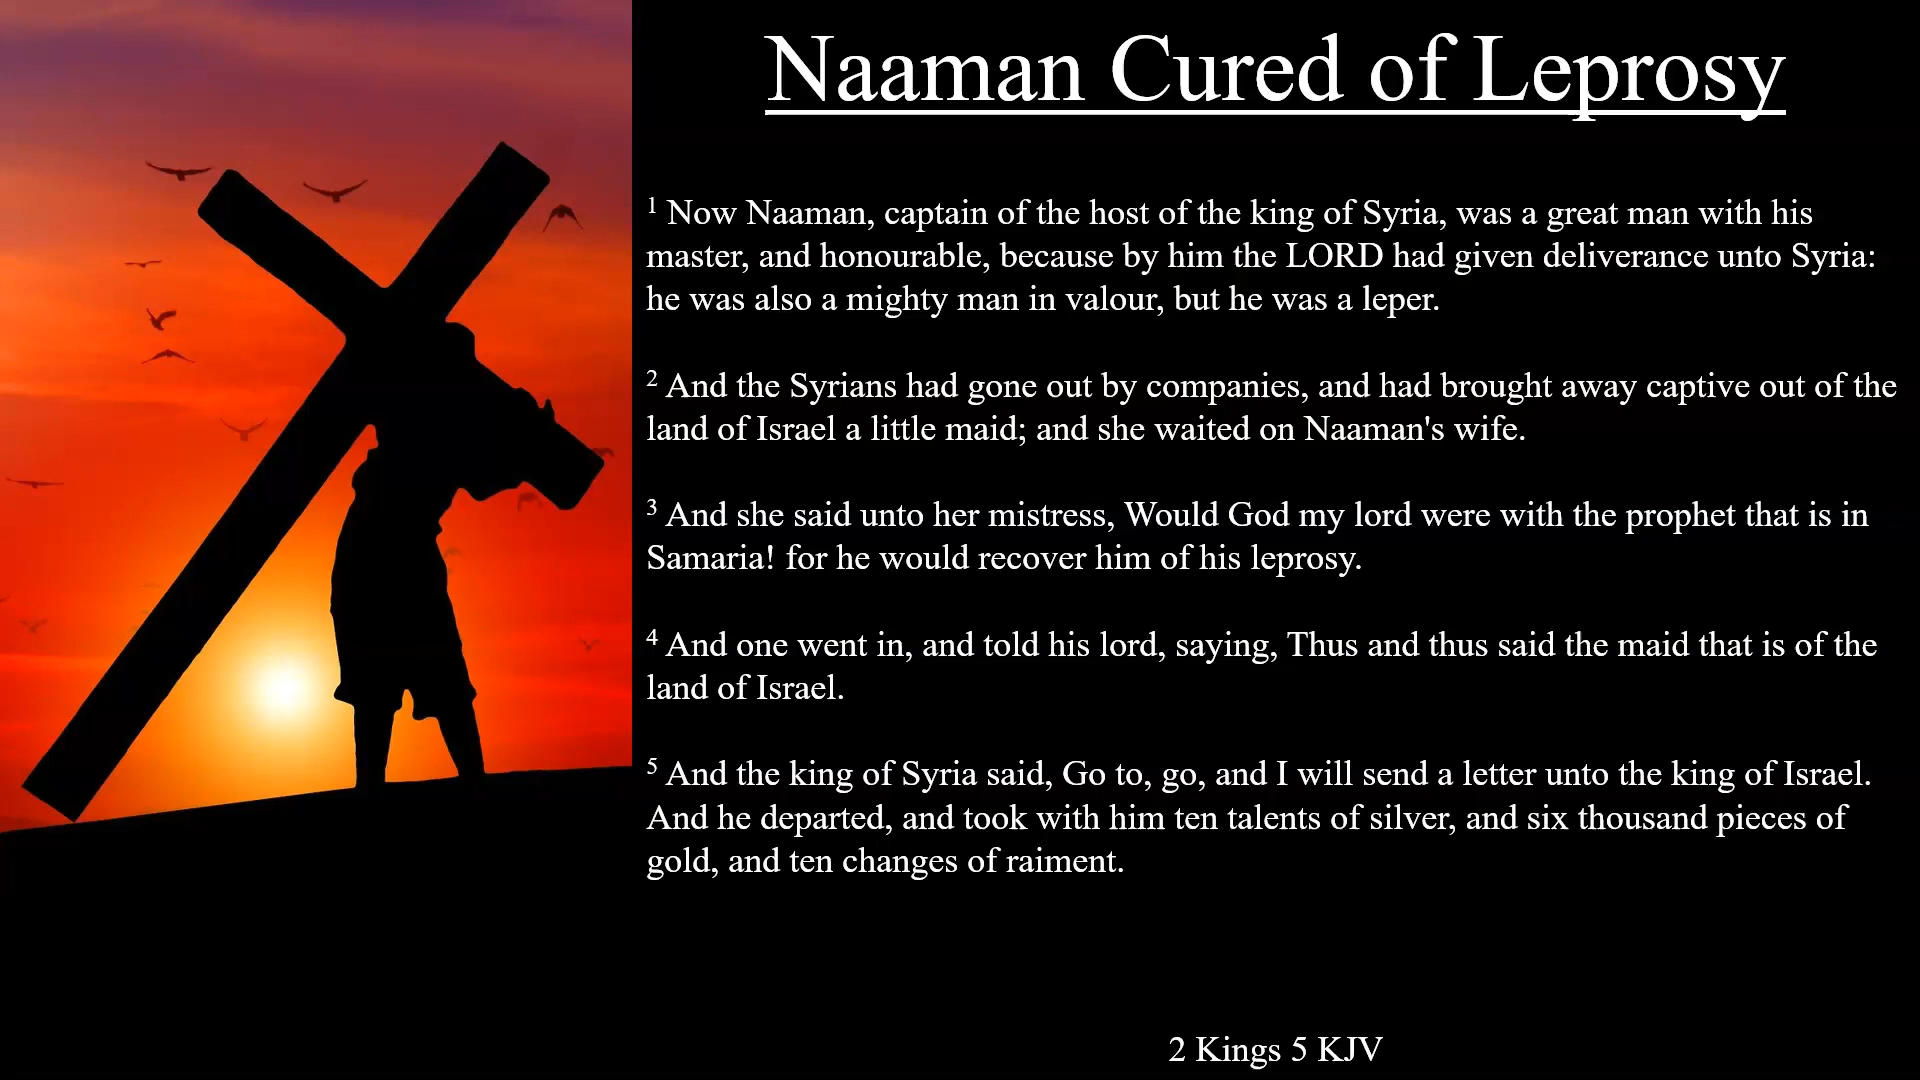 Naaman Cured of Leprosy
1 Now Naaman, captain of the host of the king of Syria, was a great man with his
master, and honourable, because by him the LORD had given deliverance unto Syria:
he was also a mighty man in valour, but he was a leper.
2 And the Syrians had gone out by companies, and had brought away captive out of the
land of Israel a little maid; and she waited on Naaman's wife.
3 And she said unto her mistress, Would God my lord were with the prophet that is in
Samaria! for he would recover him of his leprosy.
4 And one went in, and told his lord, saying, Thus and thus said the maid that is of the
land of Israel.
5 And the king of Syria said, Go to, go, and I will send a letter unto the king of Israel.
And he departed, and took with him ten talents of silver, and six thousand pieces of
gold, and ten changes of raiment.
2 Kings 5 KJV